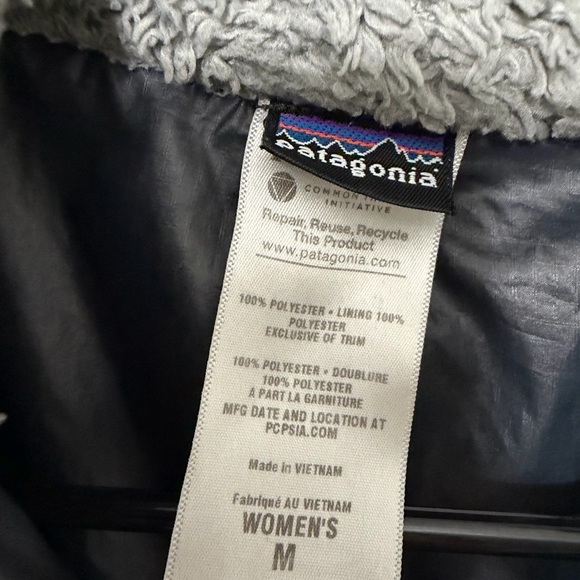 patagonia
COMMON
INITIATIVE
Repair, Reuse, Recycle
This Product
www.patagonia.com
100% POLYESTER • LINING 100%
POLYESTER
EXCLUSIVE OF TRIM
100% POLYESTER • DOUBLURE
100% POLYESTER
À PART LA GARNITURE
MFG DATE AND LOCATION AT
PCPSIA.COM
Made in VIETNAM
Fabriqué AU VIETNAM
WOMEN'S
M